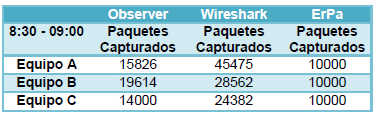 Observer Wireshark ErPa
8:30 - 09:00 Paquetes Capturados Paquetes Capturados Paquetes Capturados
Equipo A 15826 45475 10000
Equipo B 19614 28562 10000
Equipo C 14000 24382 10000